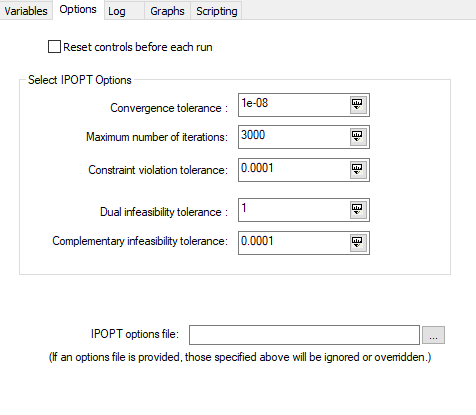 Variables Options Log Graphs Scripting
Reset controls before each run
Select IPOPT Options
Convergence tolerance : 1e-08
Maximum number of iterations: 3000
Constraint violation tolerance: 0.0001
Dual infeasibility tolerance : 1
Complementary infeasibility tolerance: 0.0001
IPOPT options file: ...
(If an options file is provided, those specified above will be ignored or overridden.)